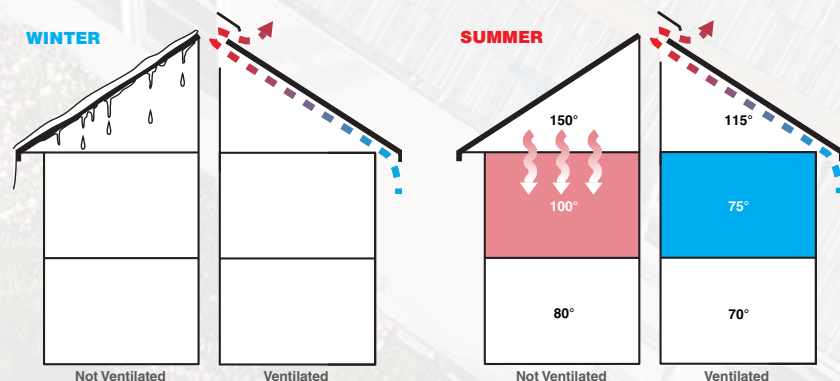 WINTER
SUMMER
150°
115°
100°
75°
80°
70°
Not Ventilated
Ventilated
Not Ventilated
Ventilated